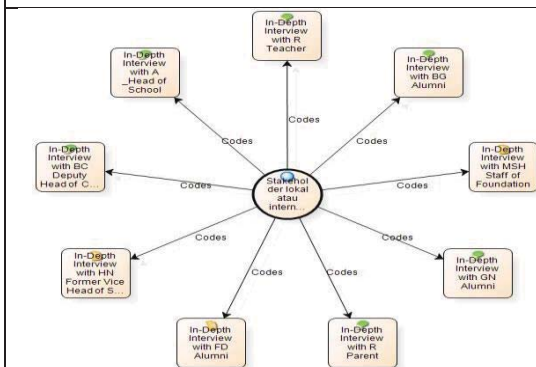 In-Depth
Interview
with R
Teacher
In-Depth
Interview
with A
_Head of
School
In-Depth
Interview
with BG
Alumni
Codes
Codes
Codes
In-Depth
Interview
with BC
Deputy
Head of C...
Codes
Stakehol
der lokal
atau
intern...
Codes
In-Depth
Interview
with MSH
Staff of
Foundation
In-Depth
Interview
with HN
Former Vice
Head of S...
Codes
Codes
Codes
Codes
In-Depth
Interview
with GN
Alumni
In-Depth
Interview
with FD
Alumni
In-Depth
Interview
with R
Parent